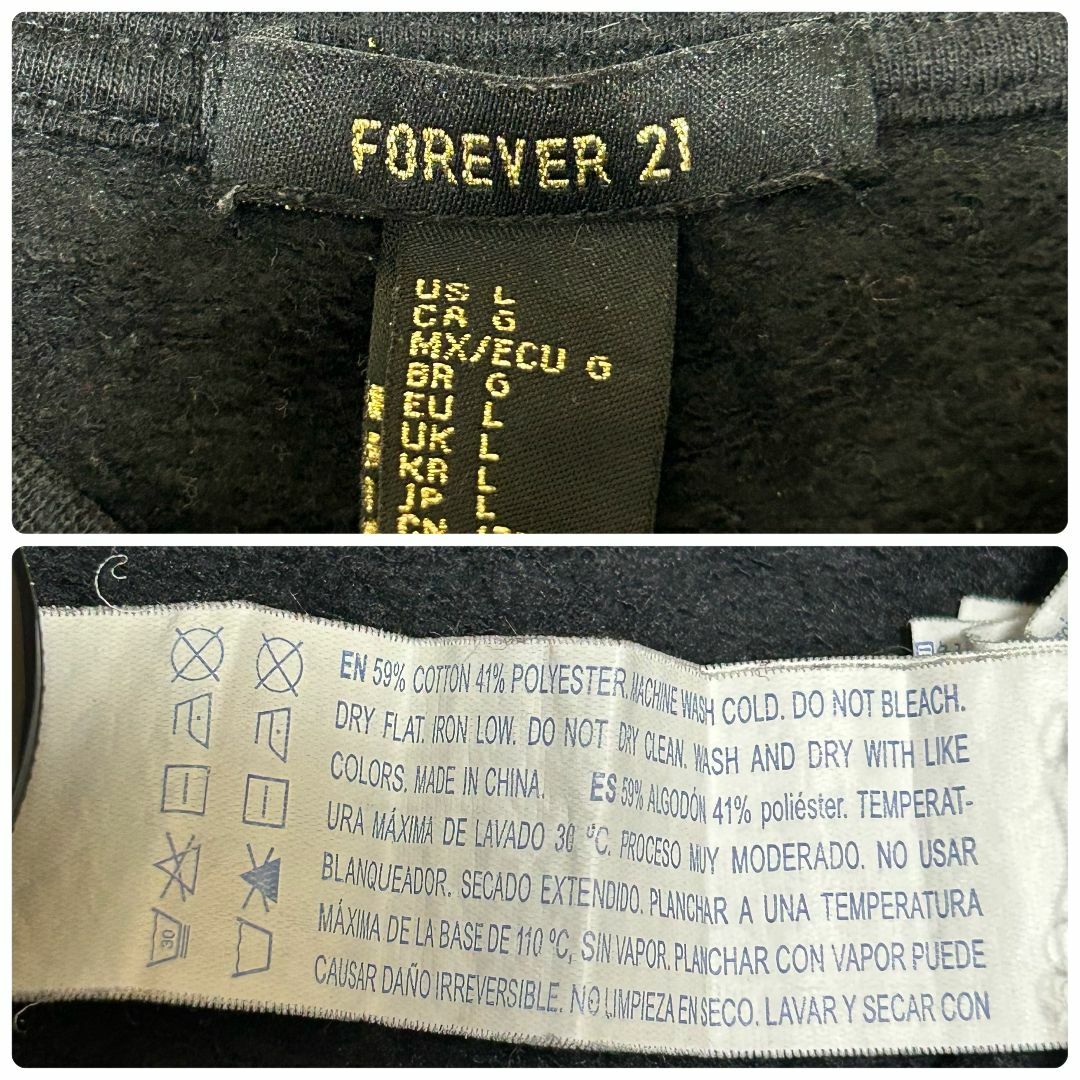 FOREVER 21
US L
CA G
MX/ECU G
BR G
EU L
UK L
KR L
JP L
CN
EN 59% COTTON 41% POLYESTER. MACHINE WASH COLD. DO NOT BLEACH.
DRY FLAT. IRON LOW. DO NOT DRY CLEAN. WASH AND DRY WITH LIKE
COLORS. MADE IN CHINA. ES 59% ALGODÓN 41% poliéster. TEMPERAT-
URA MÁXIMA DE LAVADO 30 °C. PROCESO MUY MODERADO. NO USAR
BLANQUEADOR. SECADO EXTENDIDO. PLANCHAR A UNA TEMPERATURA
MÁXIMA DE LA BASE DE 110 °C, SIN VAPOR. PLANCHAR CON VAPOR PUEDE
CAUSAR DAÑO IRREVERSIBLE. NO LIMPIEZA EN SECO. LAVAR Y SECAR CON
30